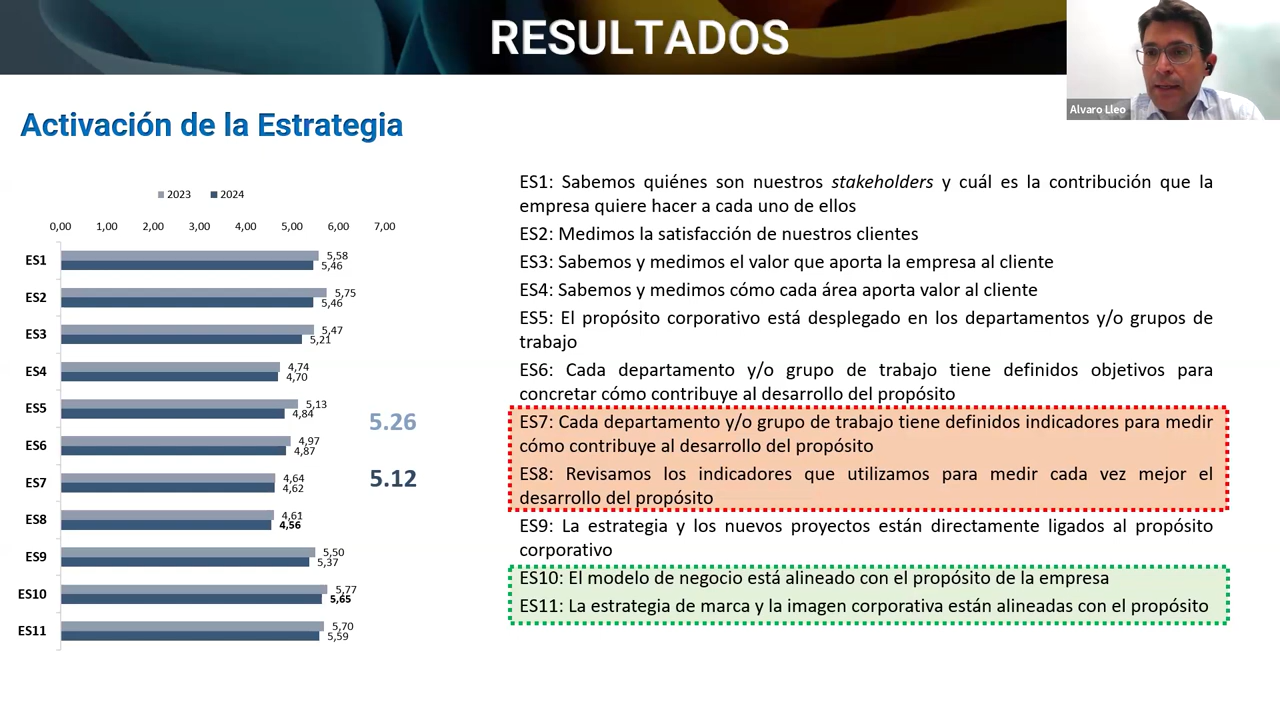 RESULTADOS
Alvaro Lleo
Activación de la Estrategia
2023 2024
0,00 1,00 2,00 3,00 4,00 5,00 6,00 7,00
ES1 5,58 5,46
ES2 5,75 5,46
ES3 5,47 5,21
ES4 4,74 4,70
ES5 5,13 4,84
ES6 4,97 4,87
ES7 4,64 4,62
ES8 4,61 4,56
ES9 5,50 5,37
ES10 5,77 5,65
ES11 5,70 5,59
5.26
5.12
ES1: Sabemos quiénes son nuestros stakeholders y cuál es la contribución que la
empresa quiere hacer a cada uno de ellos
ES2: Medimos la satisfacción de nuestros clientes
ES3: Sabemos y medimos el valor que aporta la empresa al cliente
ES4: Sabemos y medimos cómo cada área aporta valor al cliente
ES5: El propósito corporativo está desplegado en los departamentos y/o grupos de
trabajo
ES6: Cada departamento y/o grupo de trabajo tiene definidos objetivos para
concretar cómo contribuye al desarrollo del propósito
ES7: Cada departamento y/o grupo de trabajo tiene definidos indicadores para medir
cómo contribuye al desarrollo del propósito
ES8: Revisamos los indicadores que utilizamos para medir cada vez mejor el
desarrollo del propósito
ES9: La estrategia y los nuevos proyectos están directamente ligados al propósito
corporativo
ES10: El modelo de negocio está alineado con el propósito de la empresa
ES11: La estrategia de marca y la imagen corporativa están alineadas con el propósito